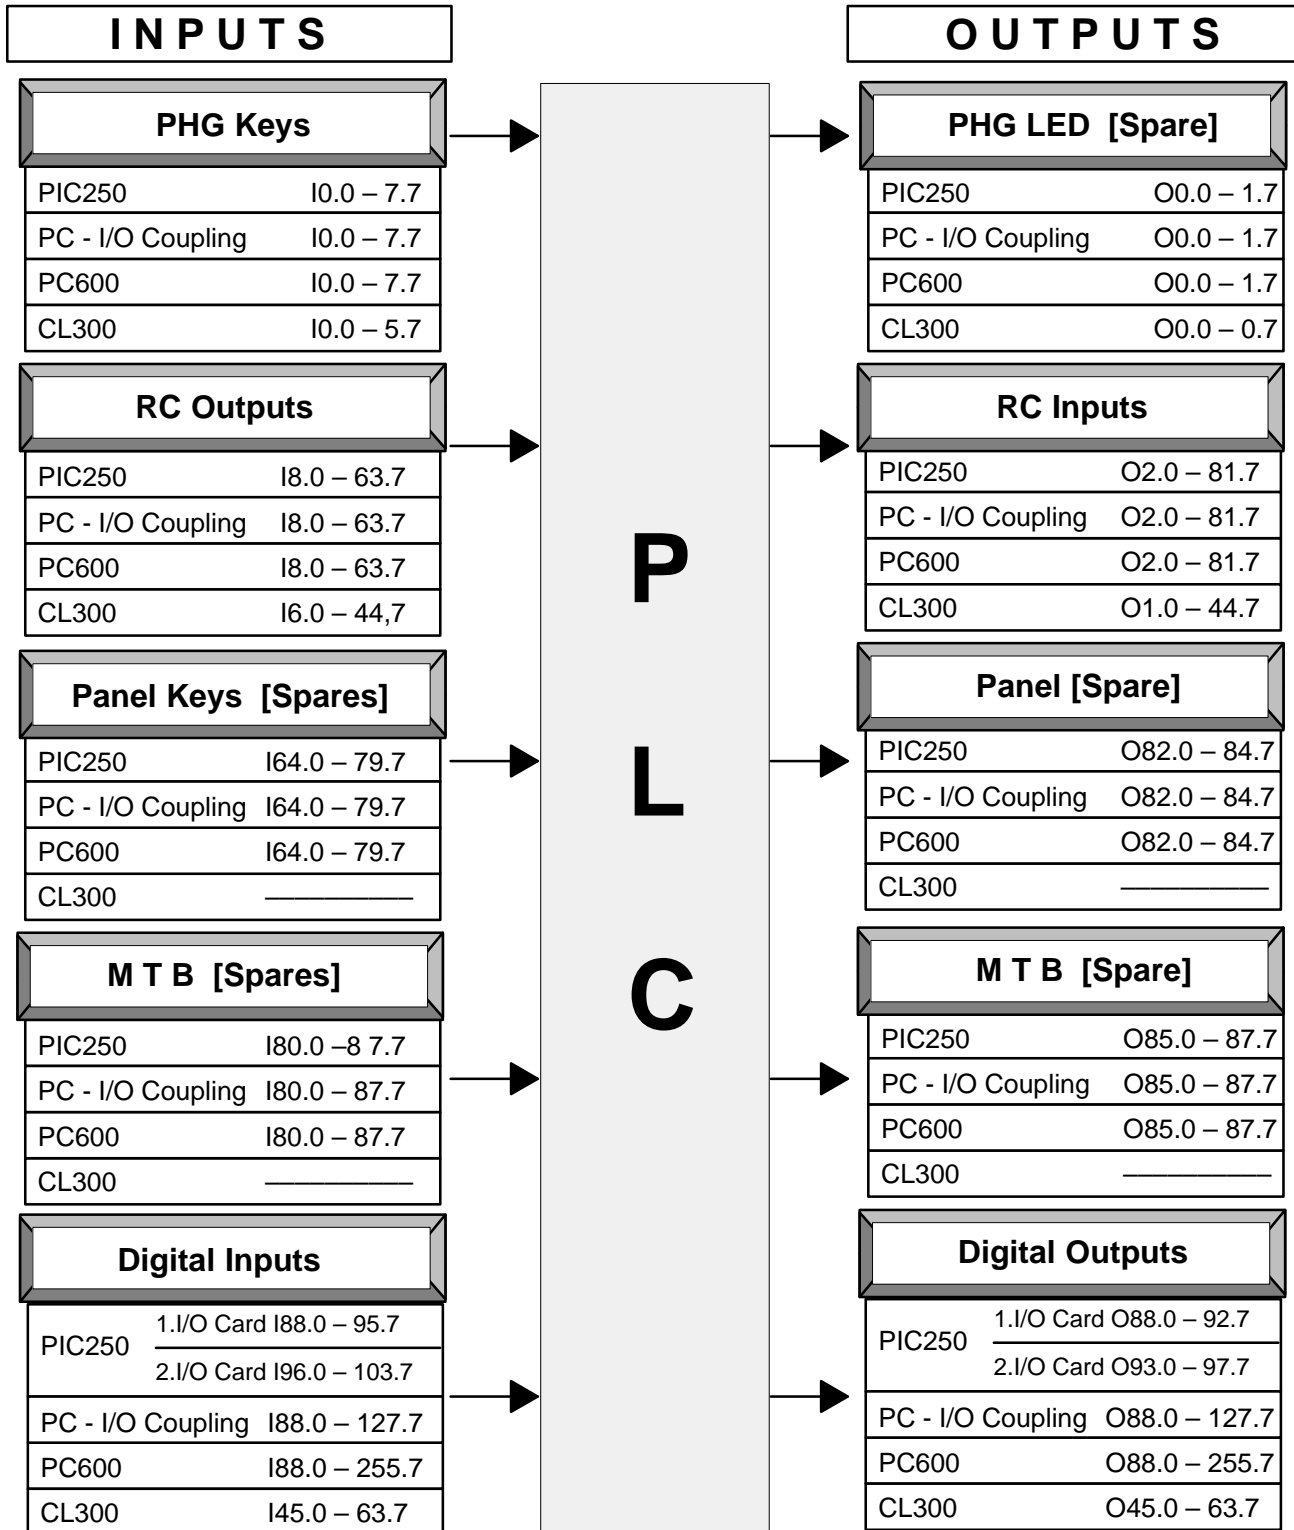 I N P U T S
PHG Keys
PIC250 I0.0 – 7.7
PC - I/O Coupling I0.0 – 7.7
PC600 I0.0 – 7.7
CL300 I0.0 – 5.7
RC Outputs
PIC250 I8.0 – 63.7
PC - I/O Coupling I8.0 – 63.7
PC600 I8.0 – 63.7
CL300 I6.0 – 44,7
Panel Keys [Spares]
PIC250 I64.0 – 79.7
PC - I/O Coupling I64.0 – 79.7
PC600 I64.0 – 79.7
CL300 ––––––––––
M T B [Spares]
PIC250 I80.0 –8 7.7
PC - I/O Coupling I80.0 – 87.7
PC600 I80.0 – 87.7
CL300 ––––––––––
Digital Inputs
PIC250
1.I/O Card I88.0 – 95.7
2.I/O Card I96.0 – 103.7
PC - I/O Coupling I88.0 – 127.7
PC600 I88.0 – 255.7
CL300 I45.0 – 63.7
P
L
C
O U T P U T S
PHG LED [Spare]
PIC250 O0.0 – 1.7
PC - I/O Coupling O0.0 – 1.7
PC600 O0.0 – 1.7
CL300 O0.0 – 0.7
RC Inputs
PIC250 O2.0 – 81.7
PC - I/O Coupling O2.0 – 81.7
PC600 O2.0 – 81.7
CL300 O1.0 – 44.7
Panel [Spare]
PIC250 O82.0 – 84.7
PC - I/O Coupling O82.0 – 84.7
PC600 O82.0 – 84.7
CL300 ––––––––––
M T B [Spare]
PIC250 O85.0 – 87.7
PC - I/O Coupling O85.0 – 87.7
PC600 O85.0 – 87.7
CL300 ––––––––––
Digital Outputs
PIC250
1.I/O Card O88.0 – 92.7
2.I/O Card O93.0 – 97.7
PC - I/O Coupling O88.0 – 127.7
PC600 O88.0 – 255.7
CL300 O45.0 – 63.7